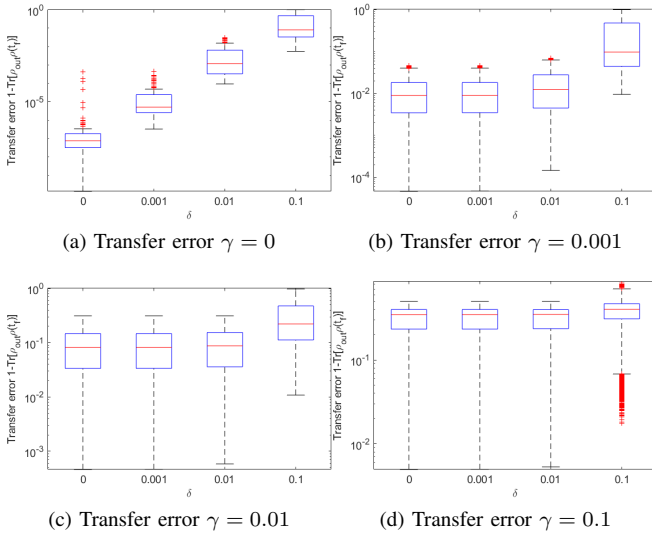 Transfer error 1-Tr[ρ_out ρ(t_f)]
10^0
10^-5
0
0.001
0.01
0.1
δ
(a) Transfer error γ = 0
Transfer error 1-Tr[ρ_out ρ(t_f)]
10^0
10^-2
10^-4
0
0.001
0.01
0.1
δ
(b) Transfer error γ = 0.001
Transfer error 1-Tr[ρ_out ρ(t_f)]
10^0
10^-1
10^-2
10^-3
0
0.001
0.01
0.1
δ
(c) Transfer error γ = 0.01
Transfer error 1-Tr[ρ_out ρ(t_f)]
10^-1
10^-2
0
0.001
0.01
0.1
δ
(d) Transfer error γ = 0.1